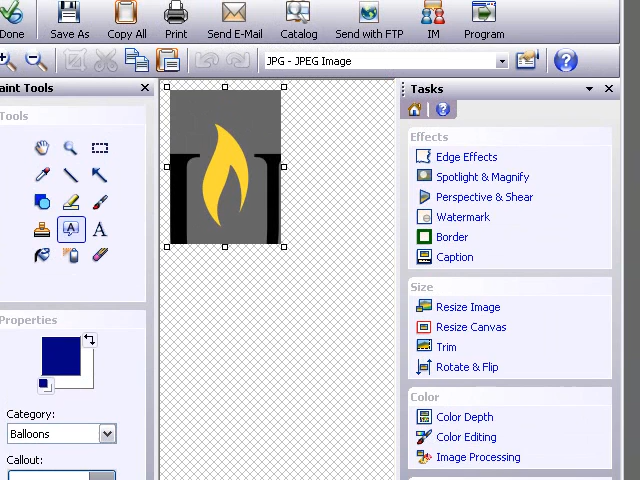 Done Save As Copy All Print Send E-Mail Catalog Send with FTP IM Program
JPG - JPEG Image
aint Tools
Tasks
Tools
Effects
Edge Effects
Spotlight & Magnify
Perspective & Shear
Watermark
Border
Caption
Size
Resize Image
Resize Canvas
Trim
Rotate & Flip
Properties
Color
Color Depth
Color Editing
Image Processing
Category:
Balloons
Callout: